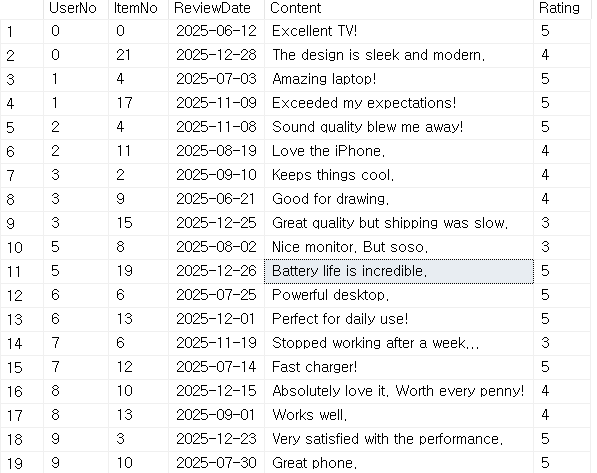 UserNo ItemNo ReviewDate Content Rating
1 0 0 2025-06-12 Excellent TV! 5
2 0 21 2025-12-28 The design is sleek and modern. 4
3 1 4 2025-07-03 Amazing laptop! 5
4 1 17 2025-11-09 Exceeded my expectations! 5
5 2 4 2025-11-08 Sound quality blew me away! 5
6 2 11 2025-08-19 Love the iPhone. 4
7 3 2 2025-09-10 Keeps things cool. 4
8 3 9 2025-06-21 Good for drawing. 4
9 3 15 2025-12-25 Great quality but shipping was slow. 3
10 5 8 2025-08-02 Nice monitor. But soso. 3
11 5 19 2025-12-26 Battery life is incredible. 5
12 6 6 2025-07-25 Powerful desktop. 5
13 6 13 2025-12-01 Perfect for daily use! 5
14 7 6 2025-11-19 Stopped working after a week... 3
15 7 12 2025-07-14 Fast charger! 5
16 8 10 2025-12-15 Absolutely love it. Worth every penny! 4
17 8 13 2025-09-01 Works well. 4
18 9 3 2025-12-23 Very satisfied with the performance. 5
19 9 10 2025-07-30 Great phone. 5